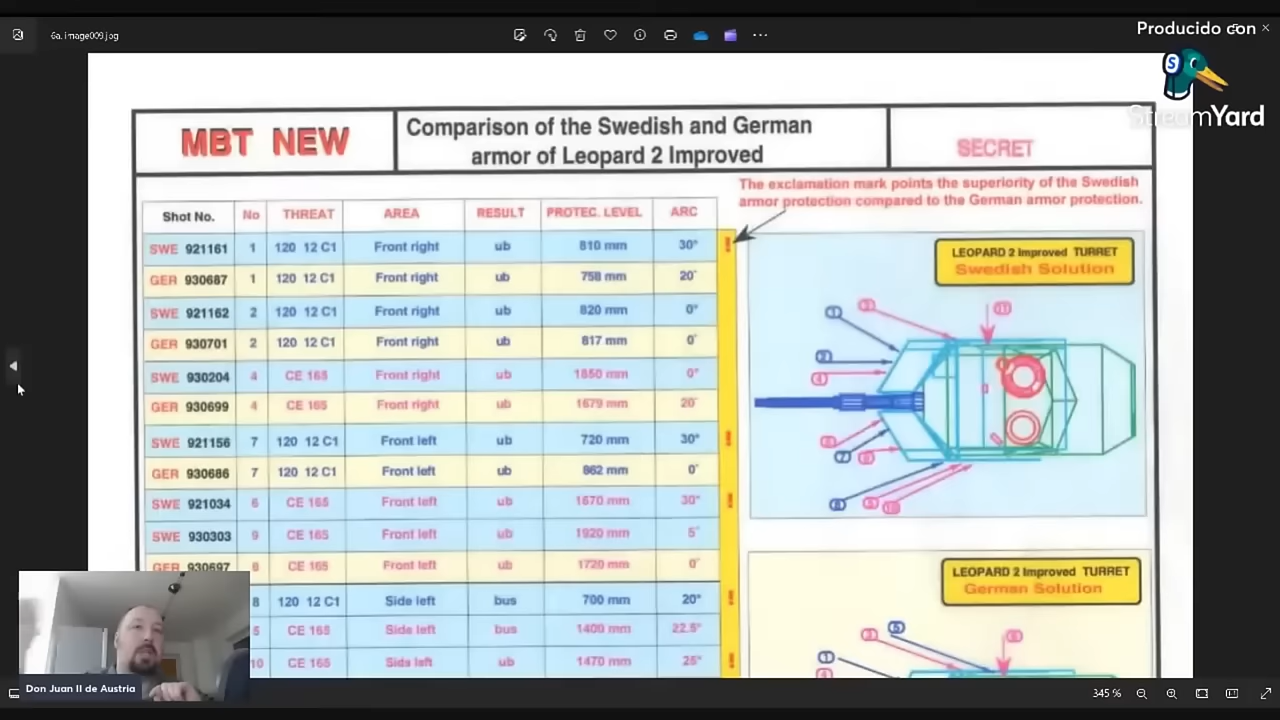 6a. image009.jpg
Producido con
StreamYard
MBT NEW
Comparison of the Swedish and German
armor of Leopard 2 Improved
SECRET
The exclamation mark points the superiority of the Swedish
armor protection compared to the German armor protection.
Shot No. No THREAT AREA RESULT PROTEC. LEVEL ARC
SWE 921161 1 120 12 C1 Front right ub 810 mm 30°
GER 930687 1 120 12 C1 Front right ub 758 mm 20°
SWE 921162 2 120 12 C1 Front right ub 820 mm 0°
GER 930701 2 120 12 C1 Front right ub 817 mm 0°
SWE 930204 4 CE 165 Front right ub 1850 mm 0°
GER 930699 4 CE 165 Front right ub 1679 mm 20°
SWE 921156 7 120 12 C1 Front left ub 720 mm 30°
GER 930686 7 120 12 C1 Front left ub 862 mm 0°
SWE 921034 6 CE 165 Front left ub 1670 mm 30°
SWE 930303 9 CE 165 Front left ub 1920 mm 5°
GER 930697 8 CE 165 Front left ub 1720 mm 0°
8 120 12 C1 Side left bus 700 mm 20°
5 CE 165 Side left bus 1400 mm 22.5°
10 CE 165 Side left ub 1470 mm 25°
LEOPARD 2 Improved TURRET
Swedish Solution
LEOPARD 2 Improved TURRET
German Solution
Don Juan II de Austria
345 %